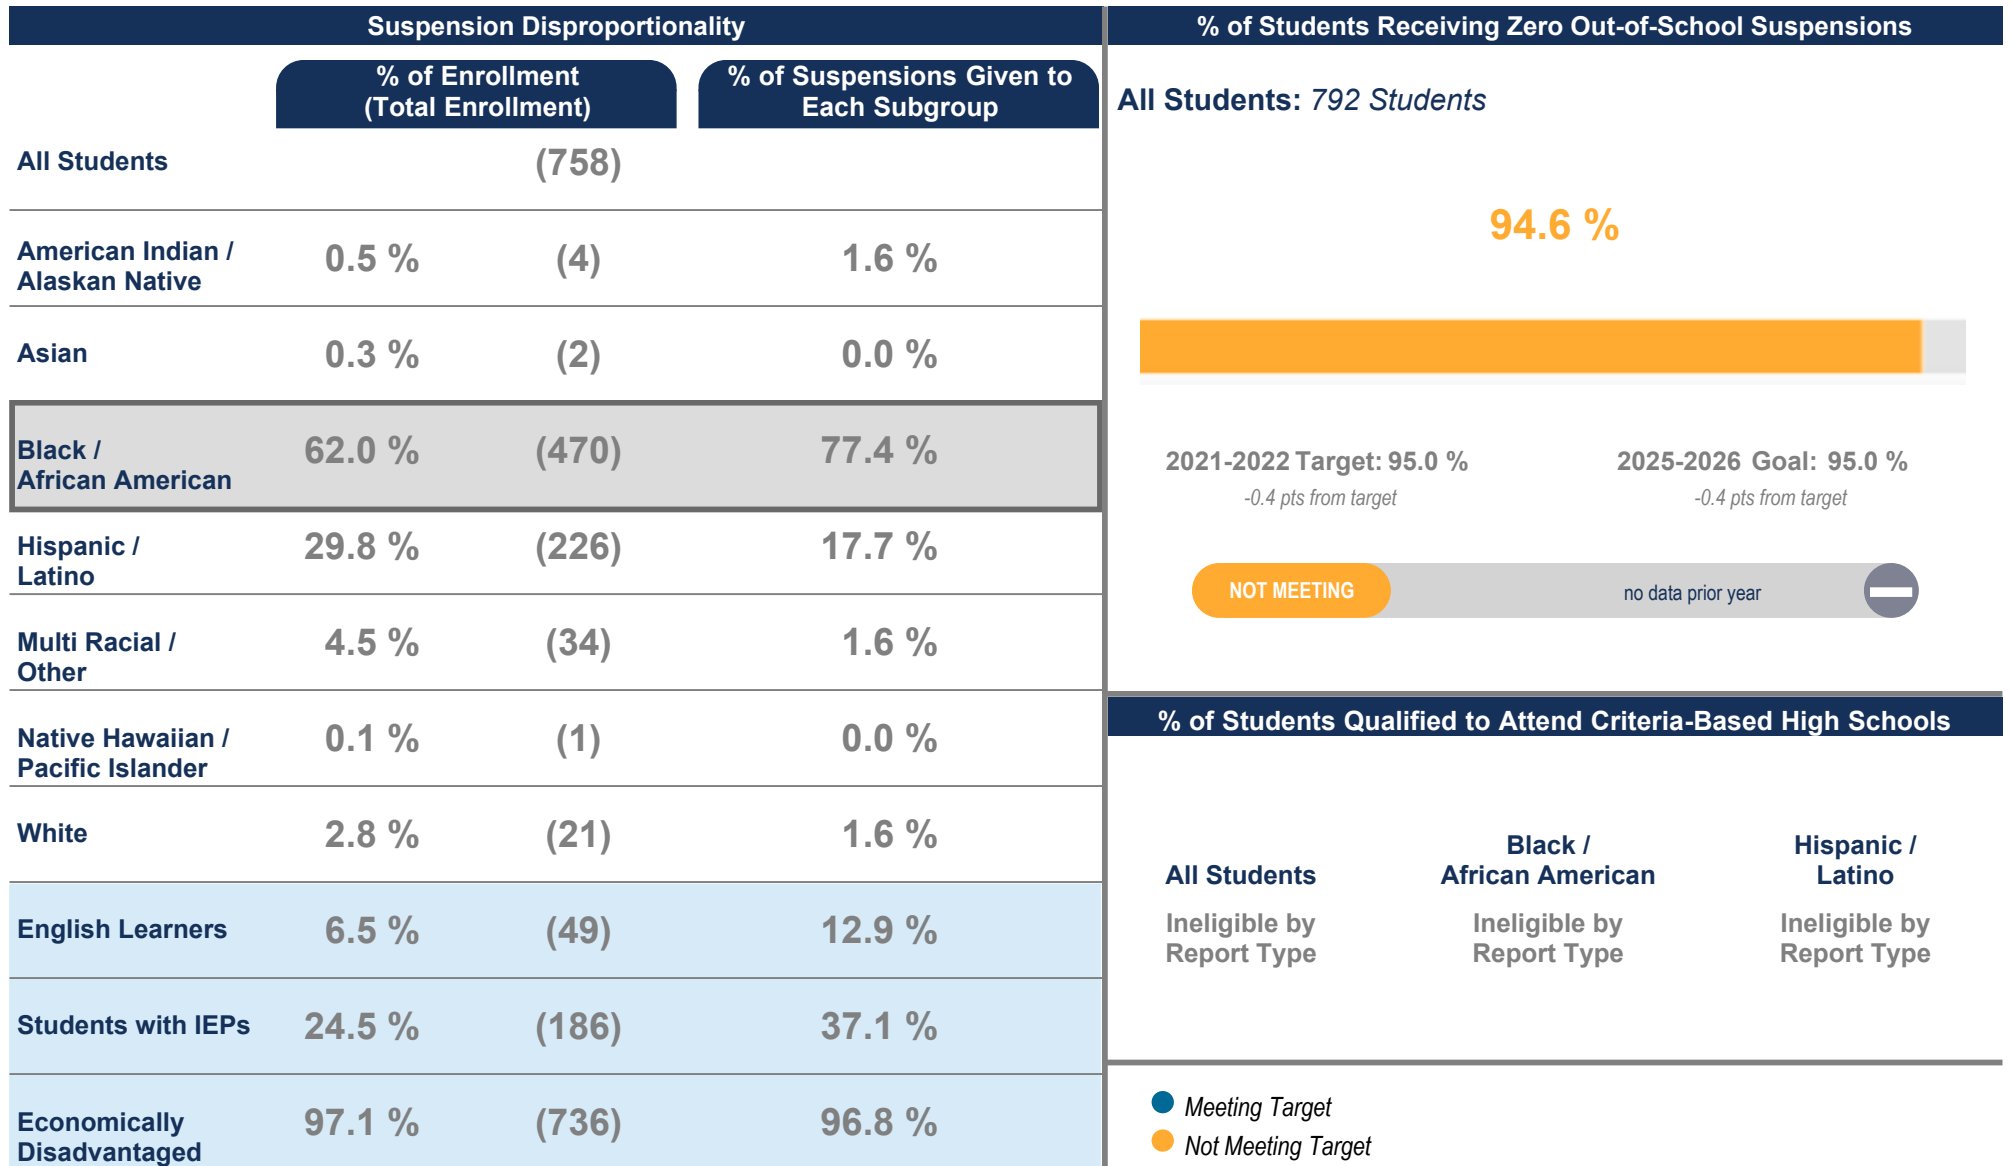 Suspension Disproportionality
% of Enrollment
(Total Enrollment)
% of Suspensions Given to
Each Subgroup
All Students
(758)
American Indian /
Alaskan Native
0.5 %
(4)
1.6 %
Asian
0.3 %
(2)
0.0 %
Black /
African American
62.0 %
(470)
77.4 %
Hispanic /
Latino
29.8 %
(226)
17.7 %
Multi Racial /
Other
4.5 %
(34)
1.6 %
Native Hawaiian /
Pacific Islander
0.1 %
(1)
0.0 %
White
2.8 %
(21)
1.6 %
English Learners
6.5 %
(49)
12.9 %
Students with IEPs
24.5 %
(186)
37.1 %
Economically
Disadvantaged
97.1 %
(736)
96.8 %
% of Students Receiving Zero Out-of-School Suspensions
All Students: 792 Students
94.6 %
2021-2022 Target: 95.0 %
-0.4 pts from target
2025-2026 Goal: 95.0 %
-0.4 pts from target
NOT MEETING
no data prior year
% of Students Qualified to Attend Criteria-Based High Schools
All Students
Ineligible by
Report Type
Black /
African American
Ineligible by
Report Type
Hispanic /
Latino
Ineligible by
Report Type
Meeting Target
Not Meeting Target